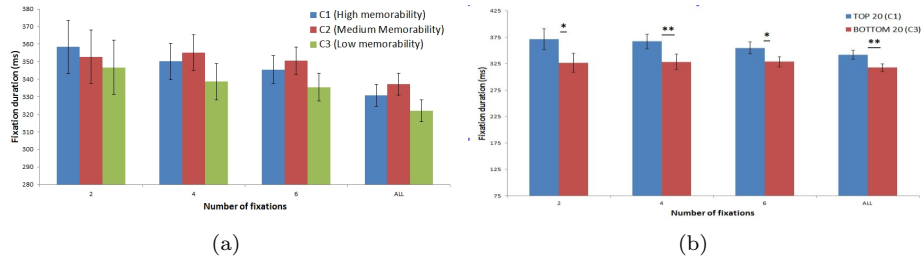 380
370
360
350
340
330
320
310
300
290
280
Fixation duration (ms)
C1 (High memorability)
C2 (Medium Memorability)
C3 (Low memorability)
2 4 6 ALL
Number of fixations
(a)
425
375
325
275
225
175
125
75
Fixation duration (ms)
TOP 20 (C1)
BOTTOM 20 (C3)
* ** * **
2 4 6 ALL
Number of fixations
(b)